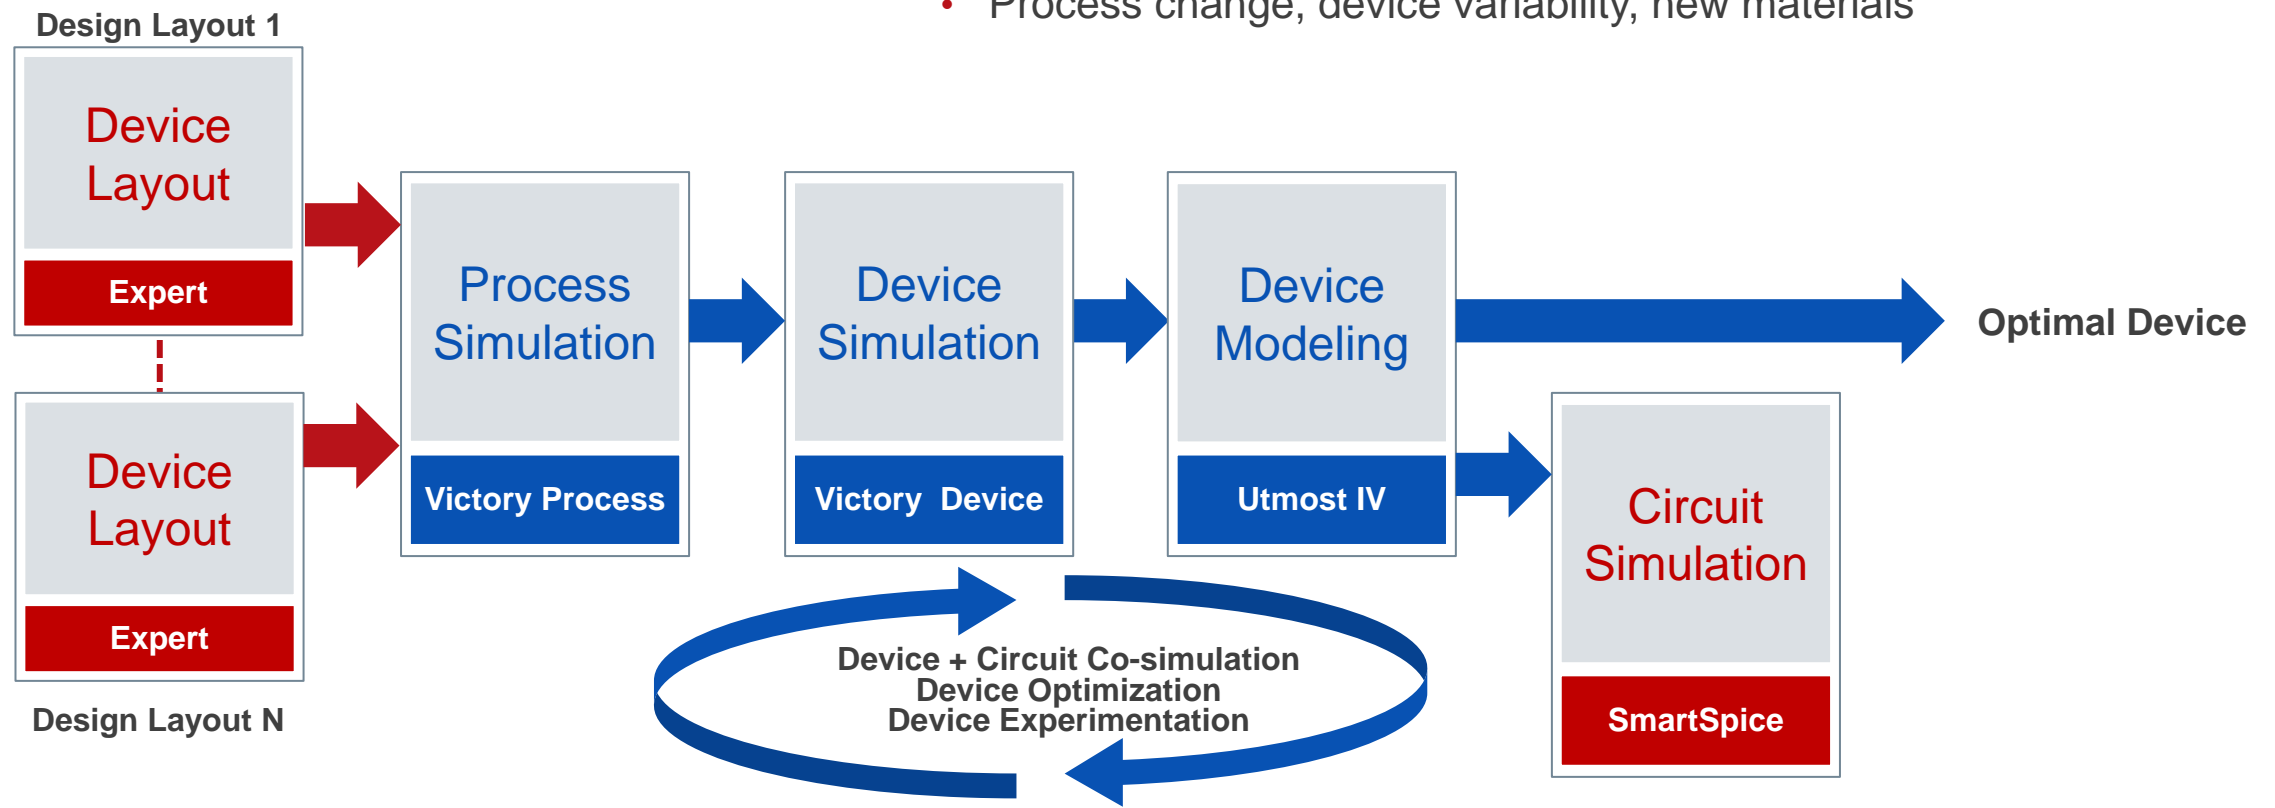 • Process change, device variability, new materials
Design Layout 1
Device
Layout
Expert
Device
Layout
Expert
Design Layout N
Process
Simulation
Victory Process
Device
Simulation
Victory Device
Device
Modeling
Utmost IV
Optimal Device
Circuit
Simulation
SmartSpice
Device + Circuit Co-simulation
Device Optimization
Device Experimentation